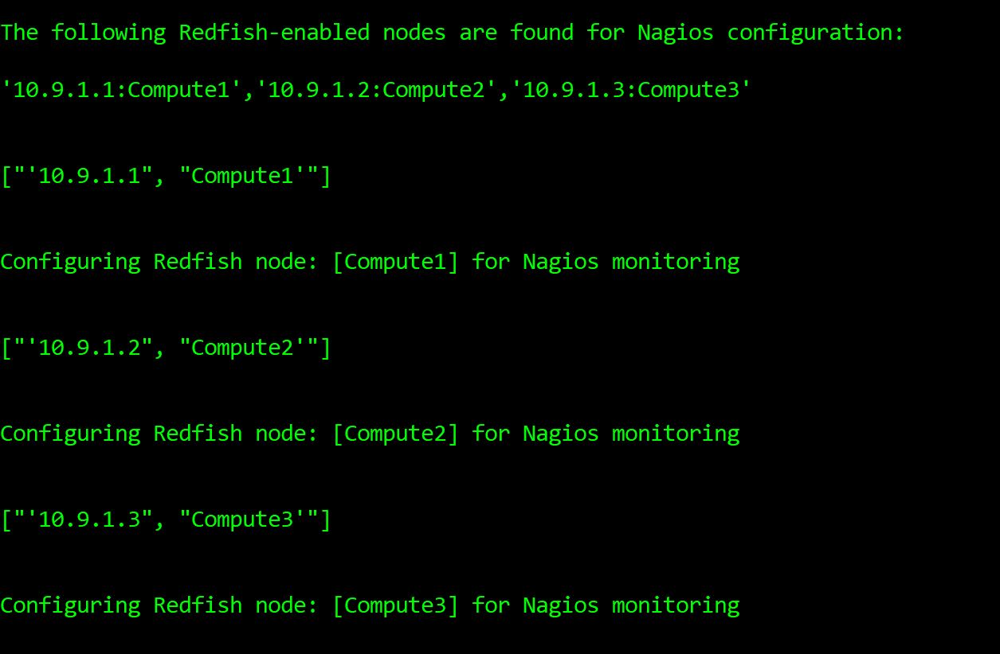 The following Redfish-enabled nodes are found for Nagios configuration:
'10.9.1.1:Compute1','10.9.1.2:Compute2','10.9.1.3:Compute3'
["'10.9.1.1", "Compute1'"]
Configuring Redfish node: [Compute1] for Nagios monitoring
["'10.9.1.2", "Compute2'"]
Configuring Redfish node: [Compute2] for Nagios monitoring
["'10.9.1.3", "Compute3'"]
Configuring Redfish node: [Compute3] for Nagios monitoring